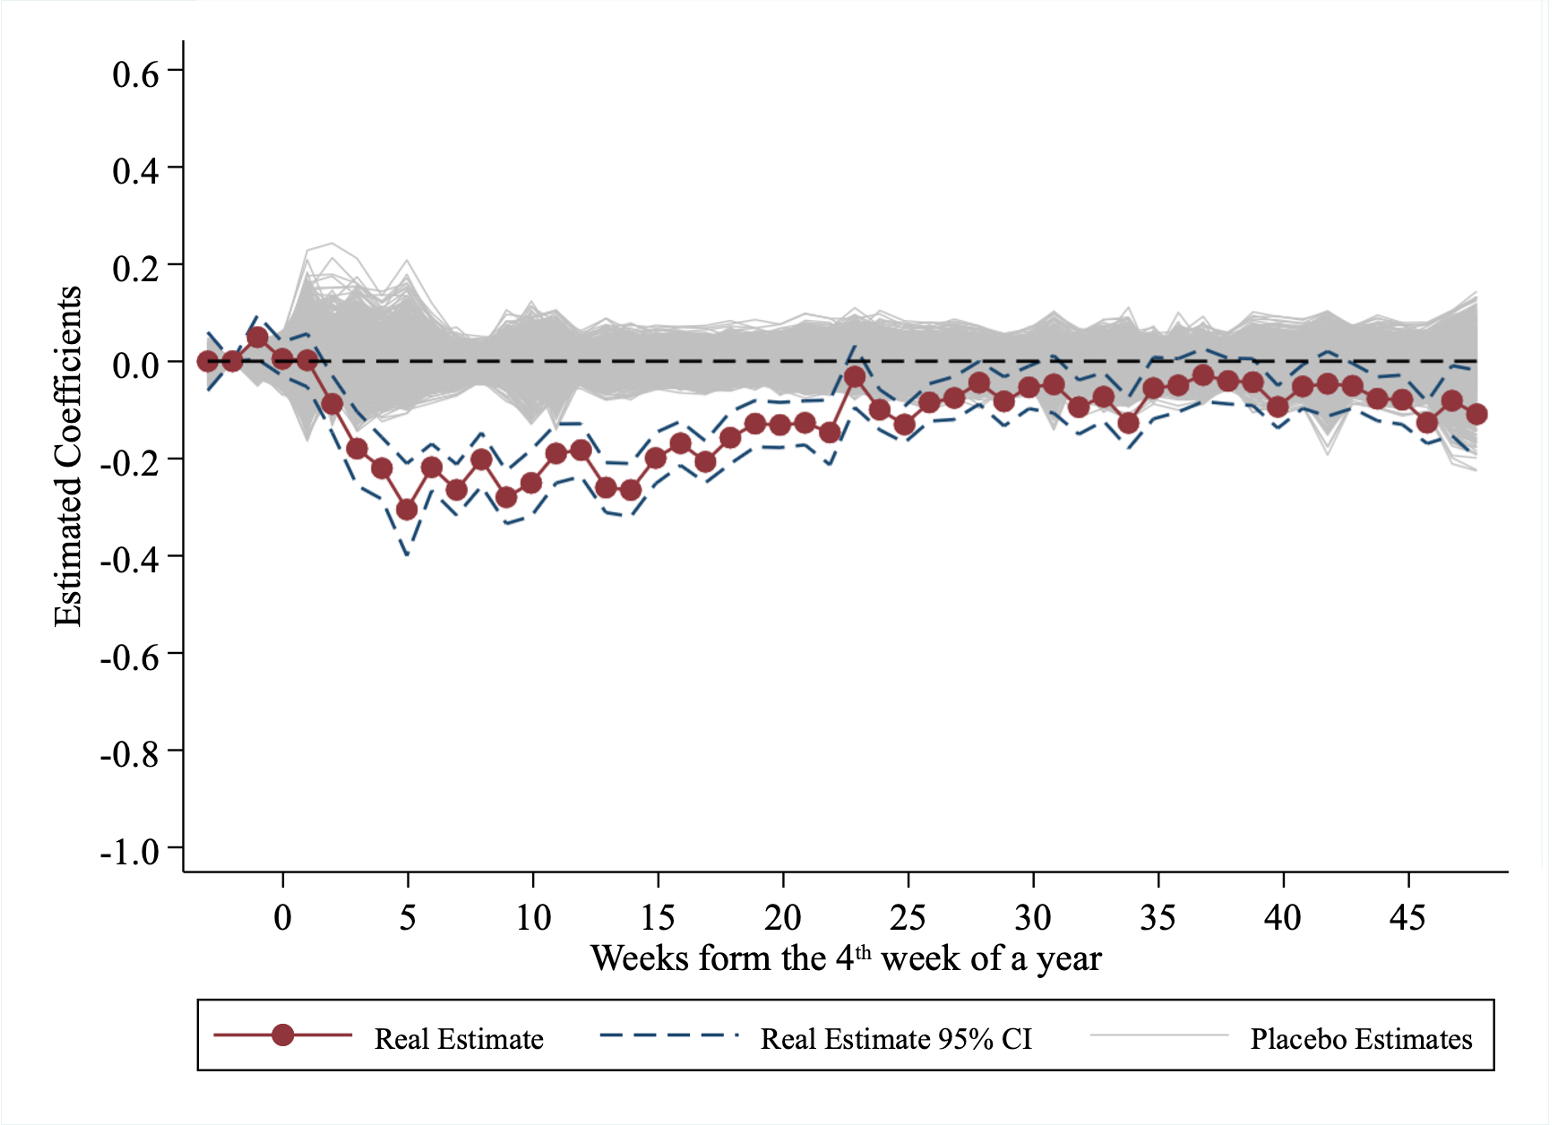 Estimated Coefficients
0.6
0.4
0.2
0.0
-0.2
-0.4
-0.6
-0.8
-1.0
0 5 10 15 20 25 30 35 40 45
Weeks form the 4th week of a year
Real Estimate Real Estimate 95% CI Placebo Estimates